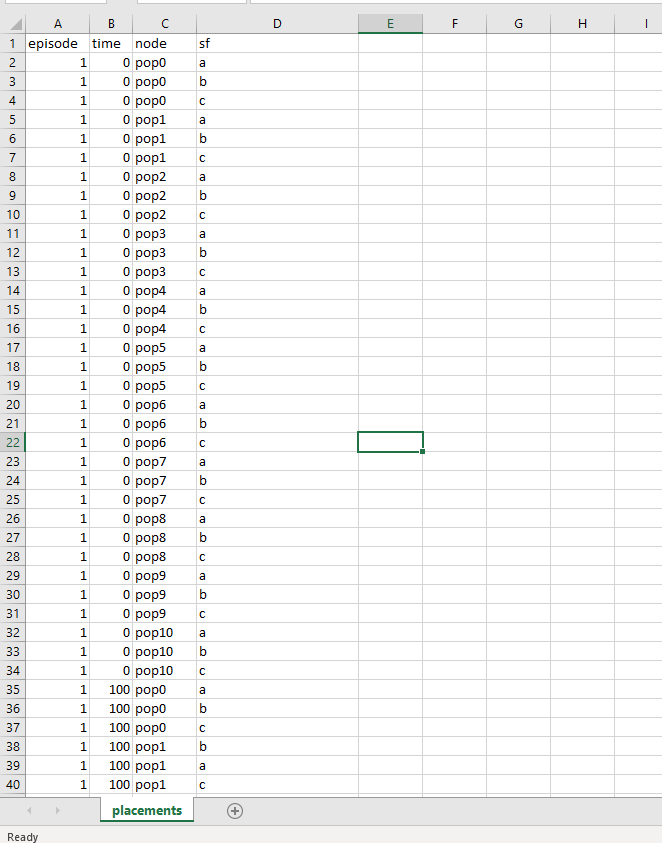 A B C D E F G H I
1 episode time node sf
2 1 0 pop0 a
3 1 0 pop0 b
4 1 0 pop0 c
5 1 0 pop1 a
6 1 0 pop1 b
7 1 0 pop1 c
8 1 0 pop2 a
9 1 0 pop2 b
10 1 0 pop2 c
11 1 0 pop3 a
12 1 0 pop3 b
13 1 0 pop3 c
14 1 0 pop4 a
15 1 0 pop4 b
16 1 0 pop4 c
17 1 0 pop5 a
18 1 0 pop5 b
19 1 0 pop5 c
20 1 0 pop6 a
21 1 0 pop6 b
22 1 0 pop6 c
23 1 0 pop7 a
24 1 0 pop7 b
25 1 0 pop7 c
26 1 0 pop8 a
27 1 0 pop8 b
28 1 0 pop8 c
29 1 0 pop9 a
30 1 0 pop9 b
31 1 0 pop9 c
32 1 0 pop10 a
33 1 0 pop10 b
34 1 0 pop10 c
35 1 100 pop0 a
36 1 100 pop0 b
37 1 100 pop0 c
38 1 100 pop1 b
39 1 100 pop1 a
40 1 100 pop1 c
placements
Ready